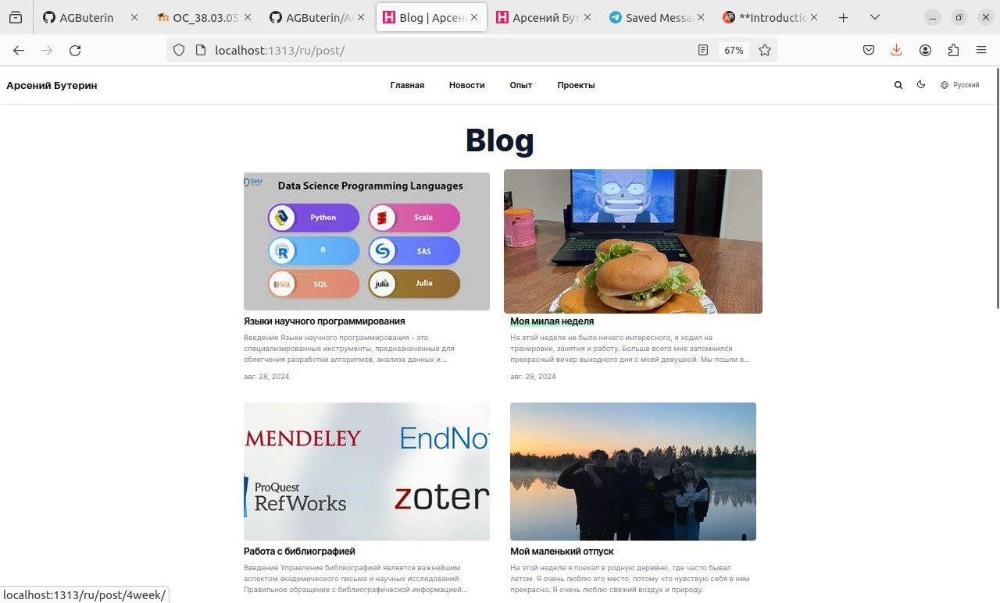 AGButerin
OC_38.03.05
AGButerin/AG
Blog | Арсен
Арсений Бут
Saved Messa
**Introductio
localhost:1313/ru/post/
67%
Арсений Бутерин
Главная
Новости
Опыт
Проекты
Русский
Blog
Data
Data Science Programming Languages
Python
Scala
R
R
SAS
SQL
SQL
julia
Julia
Языки научного программирования
Введение Языки научного программирования - это
специализированные инструменты, предназначенные для
облегчения разработки алгоритмов, анализа данных и...
авг. 28, 2024
Моя милая неделя
На этой неделе не было ничего интересного, я ходил на
тренировки, занятия и работу. Больше всего мне запомнился
прекрасный вечер выходного дня с моей девушкой. Мы пошли в...
авг. 28, 2024
MENDELEY
EndNot
ProQuest
RefWorks
zoter
Работа с библиографией
Введение Управление библиографией является важнейшим
аспектом академического письма и научных исследований.
Правильное обращение с библиографической информацией...
Мой маленький отпуск
На этой неделе я поехал в родную деревню, где часто бывал
летом. Я очень люблю это место, потому что чувствую себя в нем
прекрасно. Я очень люблю свежий воздух и природу.
localhost:1313/ru/post/4week/